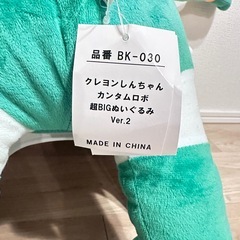 品番 BK-030
クレヨンしんちゃん
カンタムロボ
超BIGぬいぐるみ
Ver.2
MADE IN CHINA